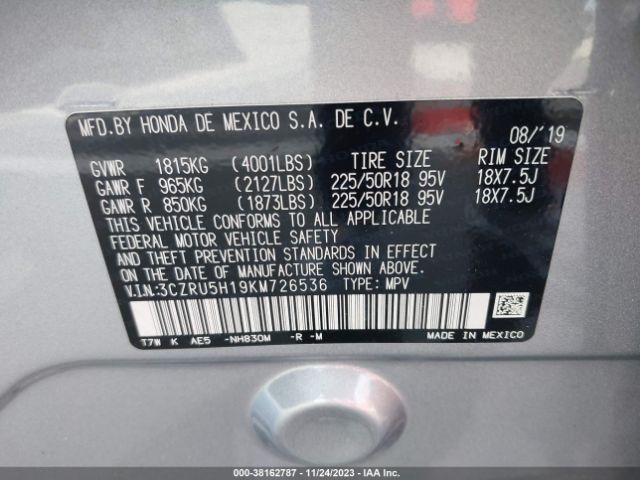 MFD.BY HONDA DE MEXICO S.A. DE C.V.
08/'19
GVWR 1815KG (4001LBS) TIRE SIZE RIM SIZE
GAWR F 965KG (2127LBS) 225/50R18 95V 18X7.5J
GAWR R 850KG (1873LBS) 225/50R18 95V 18X7.5J
THIS VEHICLE CONFORMS TO ALL APPLICABLE
FEDERAL MOTOR VEHICLE SAFETY
AND THEFT PREVENTION STANDARDS IN EFFECT
ON THE DATE OF MANUFACTURE SHOWN ABOVE.
V.I.N.:3CZRU5H19KM726536 TYPE: MPV
T7W K AE5 -NH830M -R -M MADE IN MEXICO
000-38162787 - 11/24/2023 - IAA Inc.